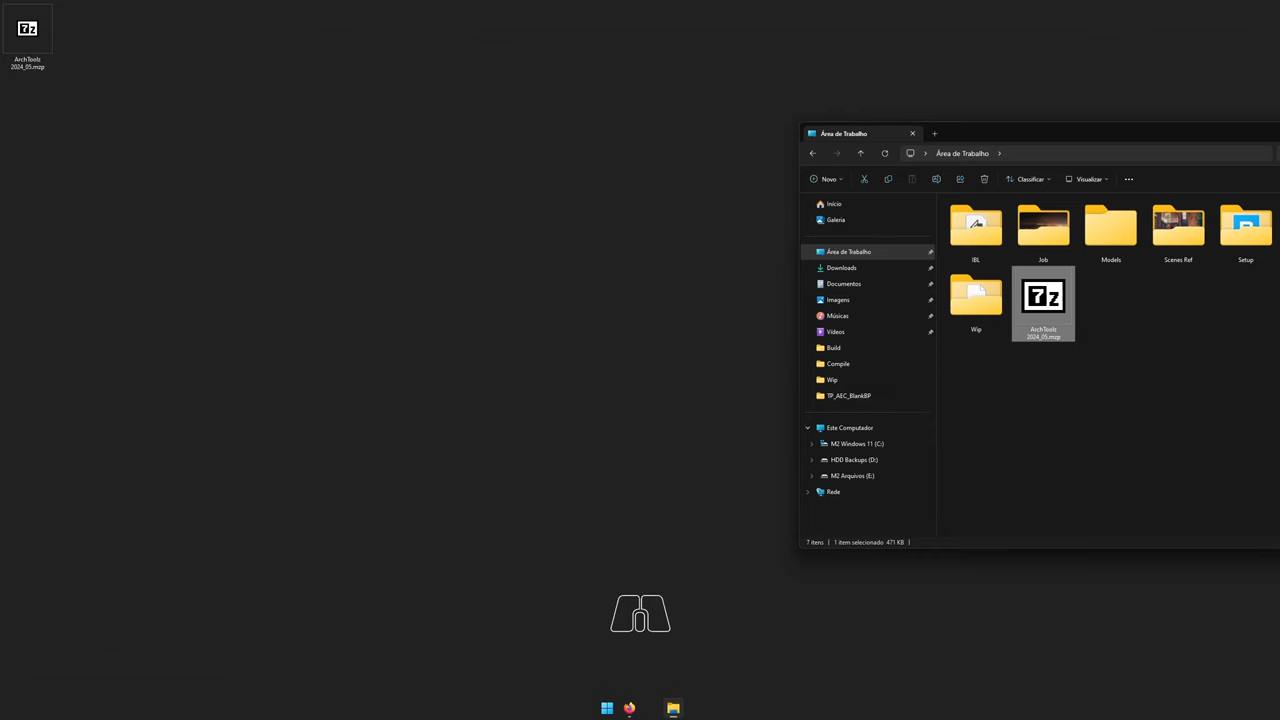 7z
ArchToolz
2024_05.mzp
Área de Trabalho
Área de Trabalho
Novo
Classificar
Visualizar
Início
Galeria
Área de Trabalho
Downloads
Documentos
Imagens
Músicas
Vídeos
Build
Compile
Wip
TP_AEC_BlankBP
Este Computador
M2 Windows 11 (C:)
HDD Backups (D:)
M2 Arquivos (E:)
Rede
IBL
Job
Models
Scenes Ref
Setup
Wip
7z
ArchToolz
2024_05.mzp
7 itens
1 item selecionado 471 KB